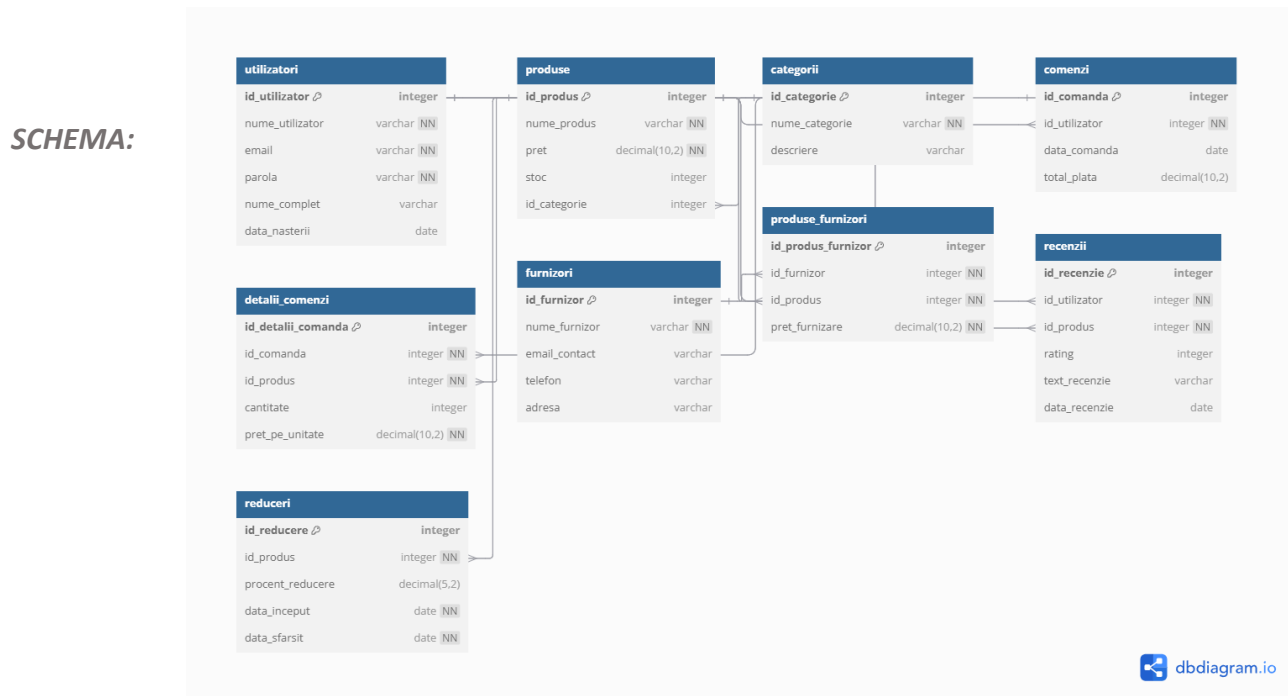 SCHEMA:
utilizatori
id_utilizator integer
nume_utilizator varchar NN
email varchar NN
parola varchar NN
nume_complet varchar
data_nasterii date
produse
id_produs integer
nume_produs varchar NN
pret decimal(10,2) NN
stoc integer
id_categorie integer
categorii
id_categorie integer
nume_categorie varchar NN
descriere varchar
comenzi
id_comanda integer
id_utilizator integer NN
data_comanda date
total_plata decimal(10,2)
produse_furnizori
id_produs_furnizor integer
id_furnizor integer NN
id_produs integer NN
pret_furnizare decimal(10,2) NN
recenzii
id_recenzie integer
id_utilizator integer NN
id_produs integer NN
rating integer
text_recenzie varchar
data_recenzie date
furnizori
id_furnizor integer
nume_furnizor varchar NN
email_contact varchar
telefon varchar
adresa varchar
detalii_comenzi
id_detalii_comanda integer
id_comanda integer NN
id_produs integer NN
cantitate integer
pret_pe_unitate decimal(10,2) NN
reduceri
id_reducere integer
id_produs integer NN
procent_reducere decimal(5,2)
data_inceput date NN
data_sfarsit date NN
dbdiagram.io